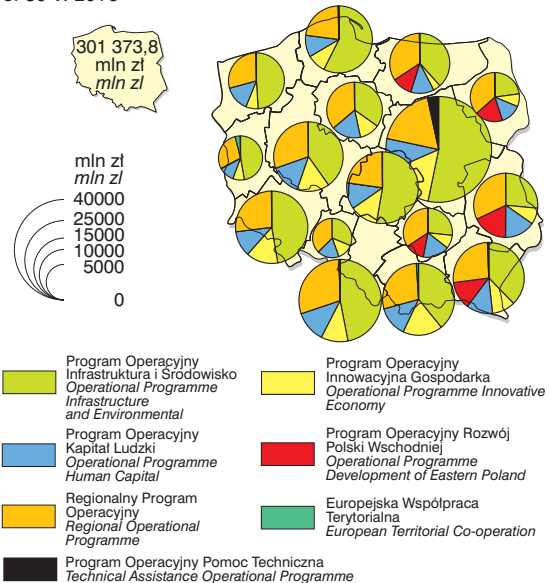 301 373,8
mln zł
mln zl
mln zł
mln zl
40000
25000
15000
10000
5000
0
Program Operacyjny
Infrastruktura i Środowisko
Operational Programme
Infrastructure
and Environmental
Program Operacyjny
Innowacyjna Gospodarka
Operational Programme Innovative
Economy
Program Operacyjny
Kapitał Ludzki
Operational Programme
Human Capital
Program Operacyjny Rozwój
Polski Wschodniej
Operational Programme
Development of Eastern Poland
Regionalny Program
Operacyjny
Regional Operational
Programme
Europejska Współpraca
Terytorialna
European Territorial Co-operation
Program Operacyjny Pomoc Techniczna
Technical Assistance Operational Programme